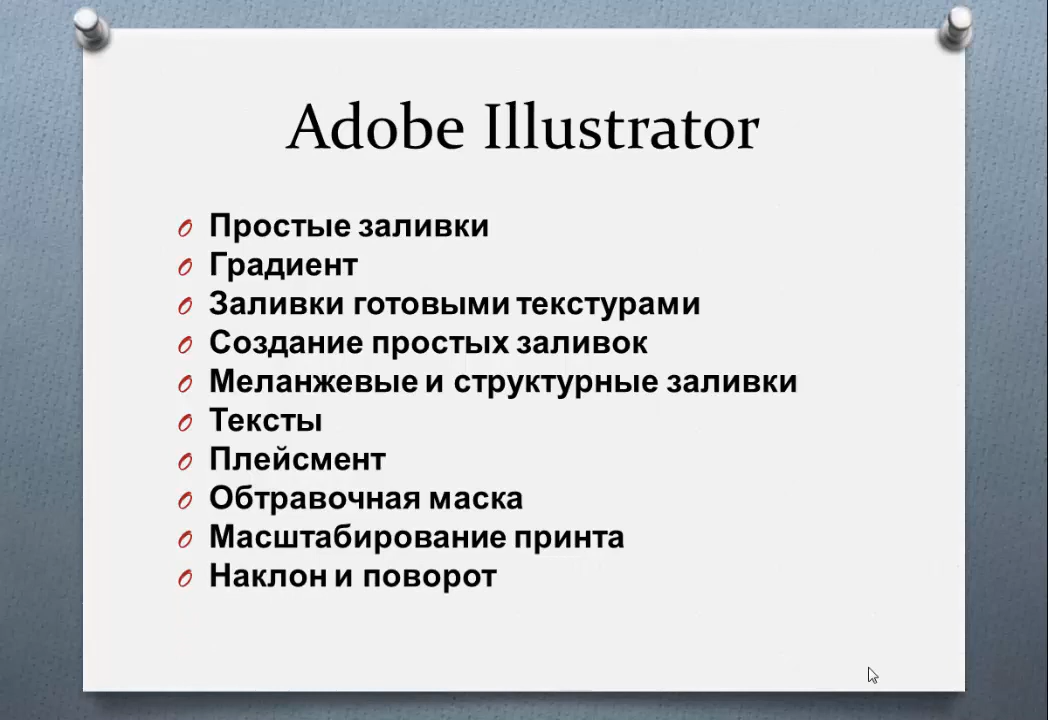 Adobe Illustrator
Простые заливки
Градиент
Заливки готовыми текстурами
Создание простых заливок
Меланжевые и структурные заливки
Тексты
Плейсмент
Обтравочная маска
Масштабирование принта
Наклон и поворот